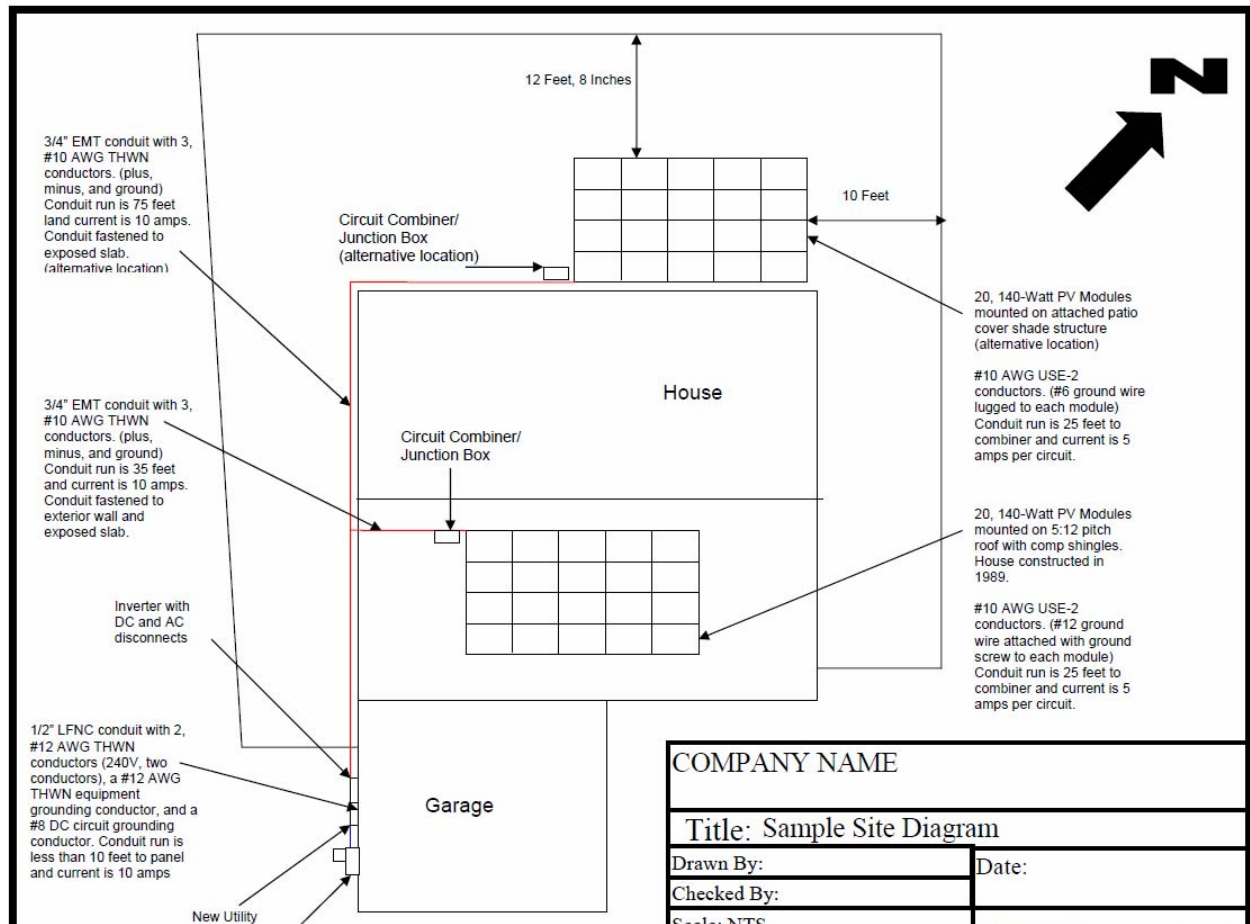 12 Feet, 8 Inches
N
3/4" EMT conduit with 3,
#10 AWG THWN
conductors. (plus,
minus, and ground)
Conduit run is 75 feet
land current is 10 amps.
Conduit fastened to
exposed slab.
(alternative location)
Circuit Combiner/
Junction Box
(alternative location)
10 Feet
20, 140-Watt PV Modules
mounted on attached patio
cover shade structure
(alternative location)
#10 AWG USE-2
conductors. (#6 ground wire
lugged to each module)
Conduit run is 25 feet to
combiner and current is 5
amps per circuit.
House
3/4" EMT conduit with 3,
#10 AWG THWN
conductors. (plus,
minus, and ground)
Conduit run is 35 feet
and current is 10 amps.
Conduit fastened to
exterior wall and
exposed slab.
Circuit Combiner/
Junction Box
20, 140-Watt PV Modules
mounted on 5:12 pitch
roof with comp shingles.
House constructed in
1989.
#10 AWG USE-2
conductors. (#12 ground
wire attached with ground
screw to each module)
Conduit run is 25 feet to
combiner and current is 5
amps per circuit.
Inverter with
DC and AC
disconnects
1/2" LFNC conduit with 2,
#12 AWG THWN
conductors (240V, two
conductors), a #12 AWG
THWN equipment
grounding conductor, and a
#8 DC circuit grounding
conductor. Conduit run is
less than 10 feet to panel
and current is 10 amps
Garage
New Utility
COMPANY NAME
Title: Sample Site Diagram
Drawn By:
Date:
Checked By:
Scale: NTS